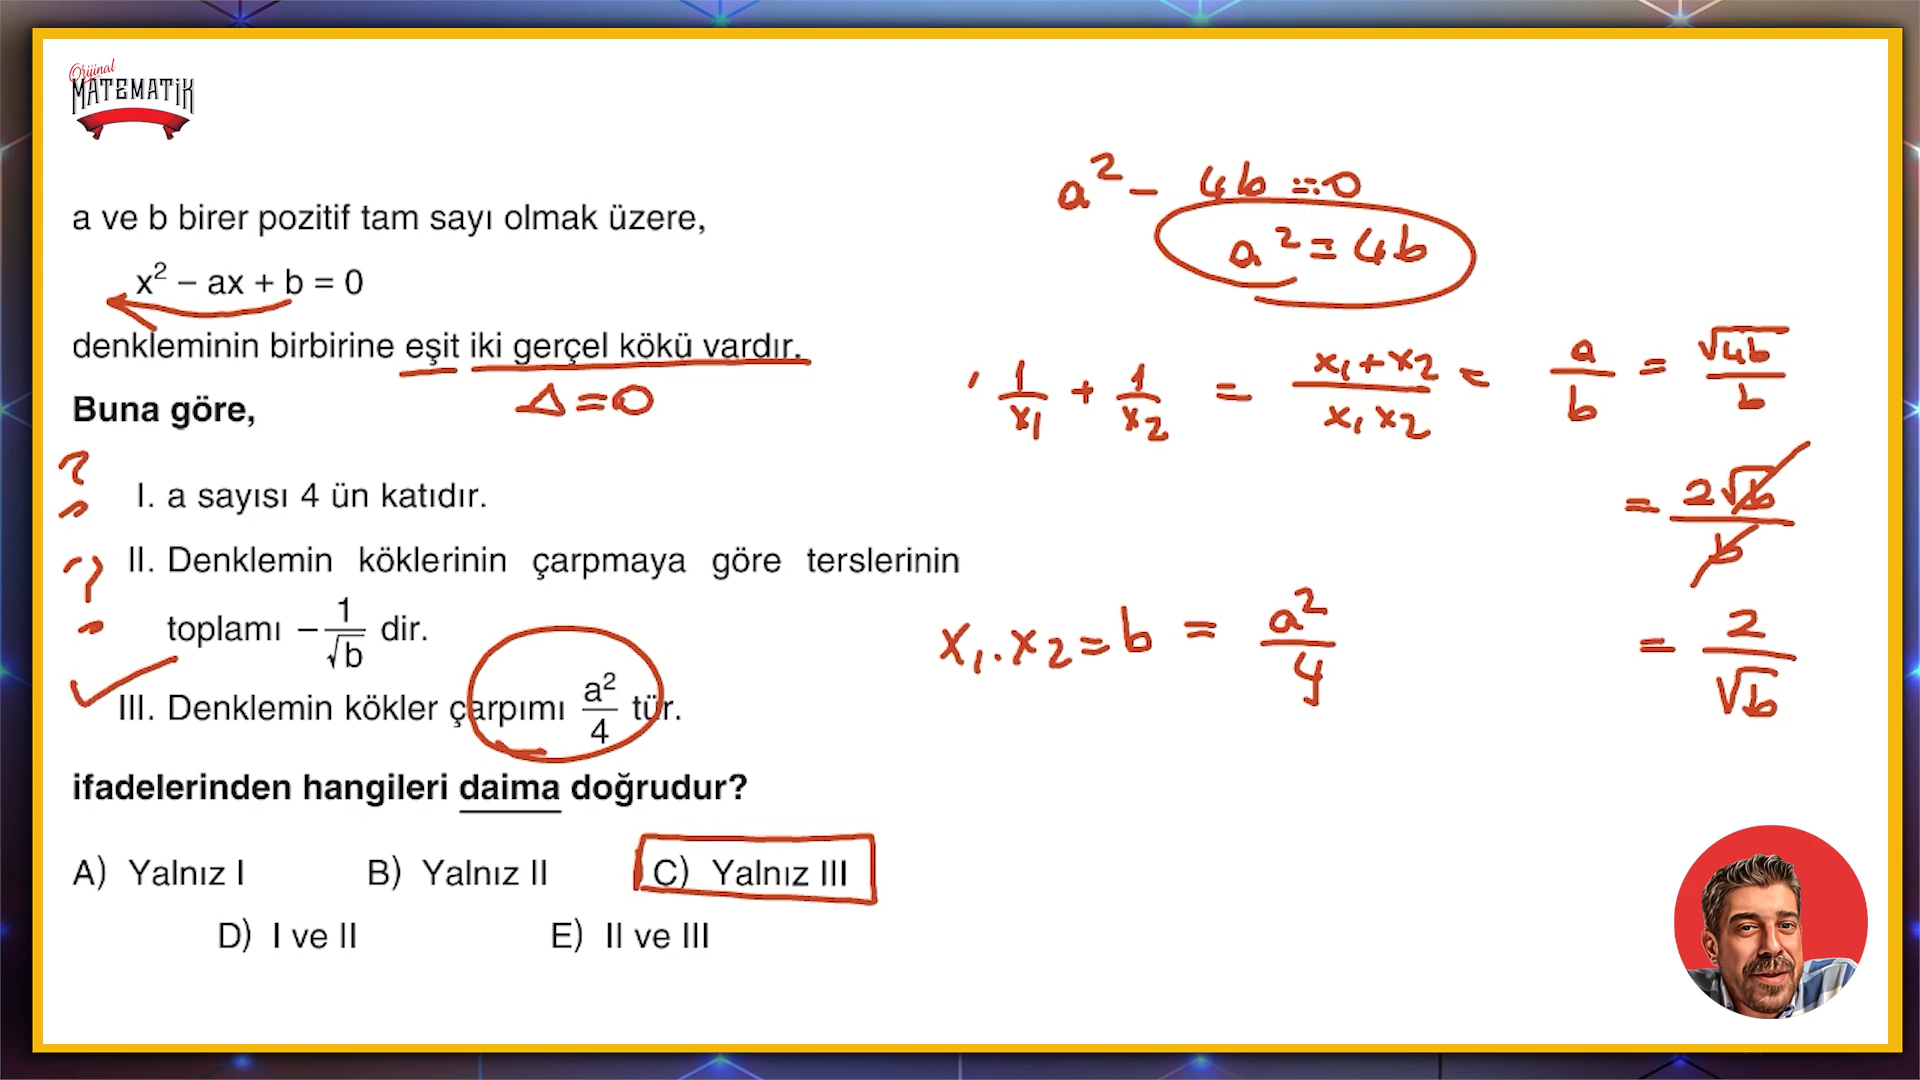 Orijinal
MATEMATİK
a ve b birer pozitif tam sayı olmak üzere,
x² – ax + b = 0
denkleminin birbirine eşit iki gerçel kökü vardır.
Δ = 0
Buna göre,
?
I. a sayısı 4 ün katıdır.
?
II. Denklemin köklerinin çarpmaya göre terslerinin
toplamı –1/√b dir.
III. Denklemin kökler çarpımı a²/4 tür.
ifadelerinden hangileri daima doğrudur?
A) Yalnız I B) Yalnız II C) Yalnız III
D) I ve II E) II ve III
a² – 4b = 0
a² = 4b
1/x₁ + 1/x₂ = x₁+x₂/x₁x₂ = a/b = √4b/b
= 2√b/b
= 2/√b
x₁.x₂ = b = a²/4